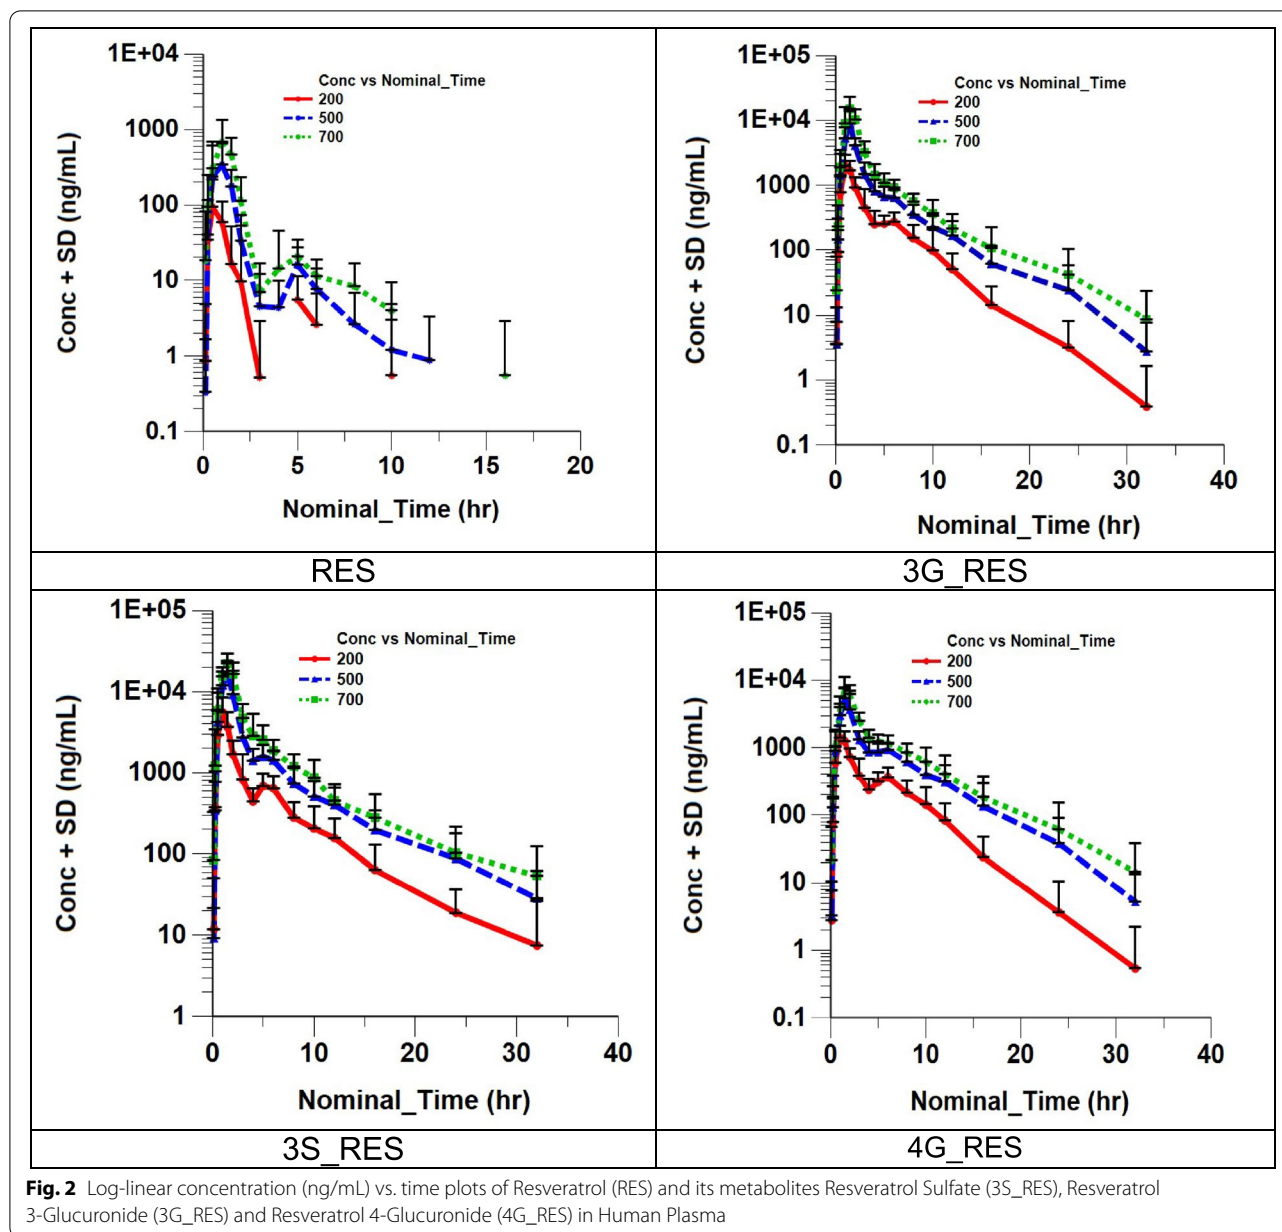 1E+04
1000
100
10
1
0.1
Conc + SD (ng/mL)
Conc vs Nominal_Time
200
500
700
0 5 10 15 20
Nominal_Time (hr)
RES
1E+05
1E+04
1000
100
10
1
0.1
Conc + SD (ng/mL)
Conc vs Nominal_Time
200
500
700
0 10 20 30 40
Nominal_Time (hr)
3G_RES
1E+05
1E+04
1000
100
10
1
Conc + SD (ng/mL)
Conc vs Nominal_Time
200
500
700
0 10 20 30 40
Nominal_Time (hr)
3S_RES
1E+05
1E+04
1000
100
10
1
0.1
Conc + SD (ng/mL)
Conc vs Nominal_Time
200
500
700
0 10 20 30 40
Nominal_Time (hr)
4G_RES
Fig. 2 Log-linear concentration (ng/mL) vs. time plots of Resveratrol (RES) and its metabolites Resveratrol Sulfate (3S_RES), Resveratrol
3-Glucuronide (3G_RES) and Resveratrol 4-Glucuronide (4G_RES) in Human Plasma